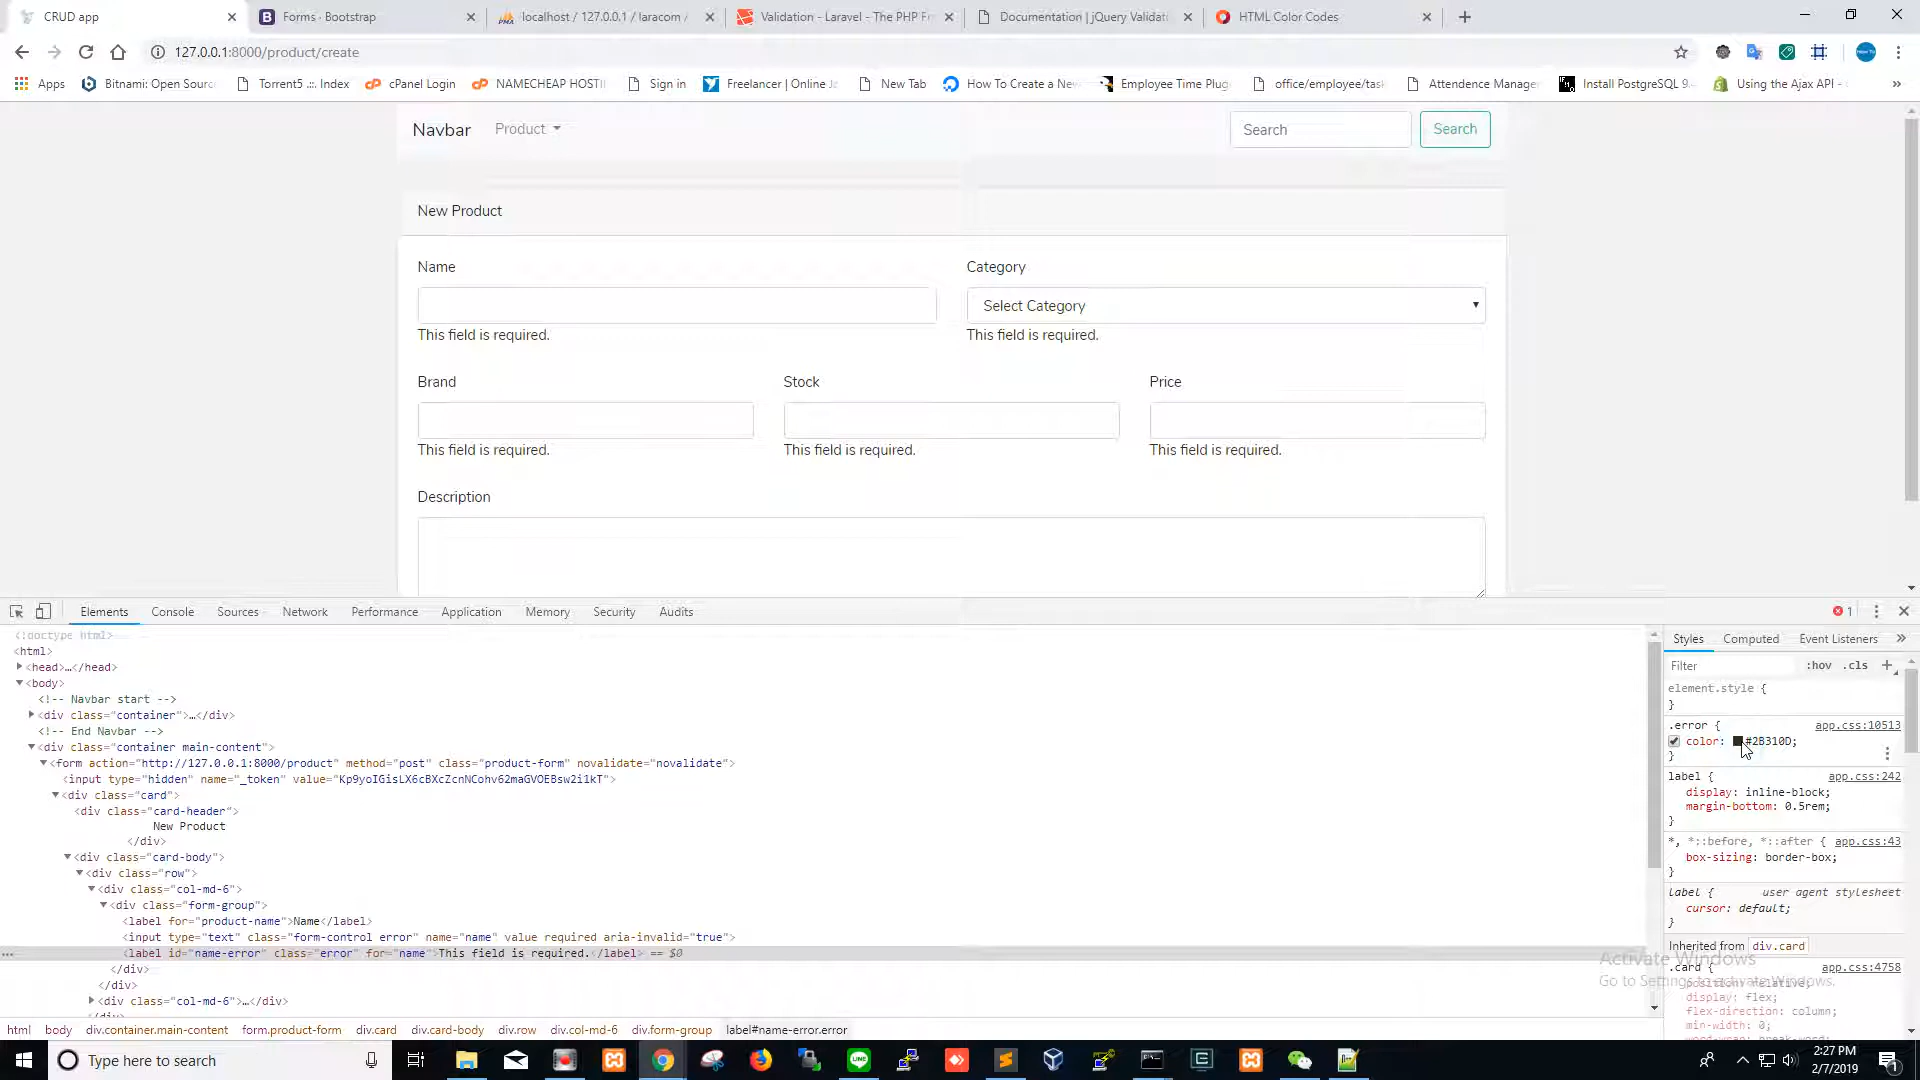 CRUD app
Forms · Bootstrap
localhost / 127.0.0.1 / laracom /
Validation - Laravel - The PHP Fr
Documentation | jQuery Validati
HTML Color Codes
127.0.0.1:8000/product/create
Apps
Bitnami: Open Sourc
Torrent5 .:. Index
cPanel Login
NAMECHEAP HOSTI
Sign in
Freelancer | Online Jo
New Tab
How To Create a New
Employee Time Plug
office/employee/task
Attendence Manager
Install PostgreSQL 9.
Using the Ajax API -
»
Navbar
Product
Search
Search
New Product
Name
Category
Select Category
This field is required.
This field is required.
Brand
Stock
Price
This field is required.
This field is required.
This field is required.
Description
Elements
Console
Sources
Network
Performance
Application
Memory
Security
Audits
1
<!doctype html>
<html>
<head>…</head>
<body>
<!-- Navbar start -->
<div class="container">…</div>
<!-- End Navbar -->
<div class="container main-content">
<form action="http://127.0.0.1:8000/product" method="post" class="product-form" novalidate="novalidate">
<input type="hidden" name="_token" value="Kp9yoIGisLX6cBXcZcnNCohv62maGVOEBsw2i1kT">
<div class="card">
<div class="card-header">
New Product
</div>
<div class="card-body">
<div class="row">
<div class="col-md-6">
<div class="form-group">
<label for="product-name">Name</label>
<input type="text" class="form-control error" name="name" value required aria-invalid="true">
<label id="name-error" class="error" for="name">This field is required.</label> == $0
</div>
</div>
<div class="col-md-6">…</div>
</div>
html
body
div.container.main-content
form.product-form
div.card
div.card-body
div.row
div.col-md-6
div.form-group
label#name-error.error
Styles
Computed
Event Listeners
»
Filter
:hov
.cls
+
element.style {
}
.error {
app.css:10513
color: #2B310D;
}
label {
app.css:242
display: inline-block;
margin-bottom: 0.5rem;
}
*, *::before, *::after {
app.css:43
box-sizing: border-box;
}
label {
user agent stylesheet
cursor: default;
}
Inherited from div.card
.card {
app.css:4758
position: relative;
display: flex;
flex-direction: column;
min-width: 0;
Activate Windows
Go to Settings to activate Windows.
Type here to search
2:27 PM
2/7/2019
1